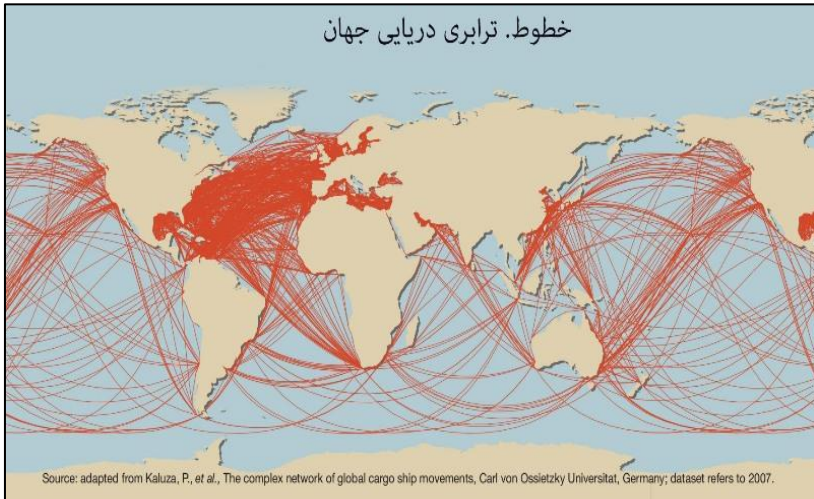 خطوط. ترابری دریایی جهان
Source: adapted from Kaluza, P., et al., The complex network of global cargo ship movements, Carl von Ossietzky Universitat, Germany; dataset refers to 2007.